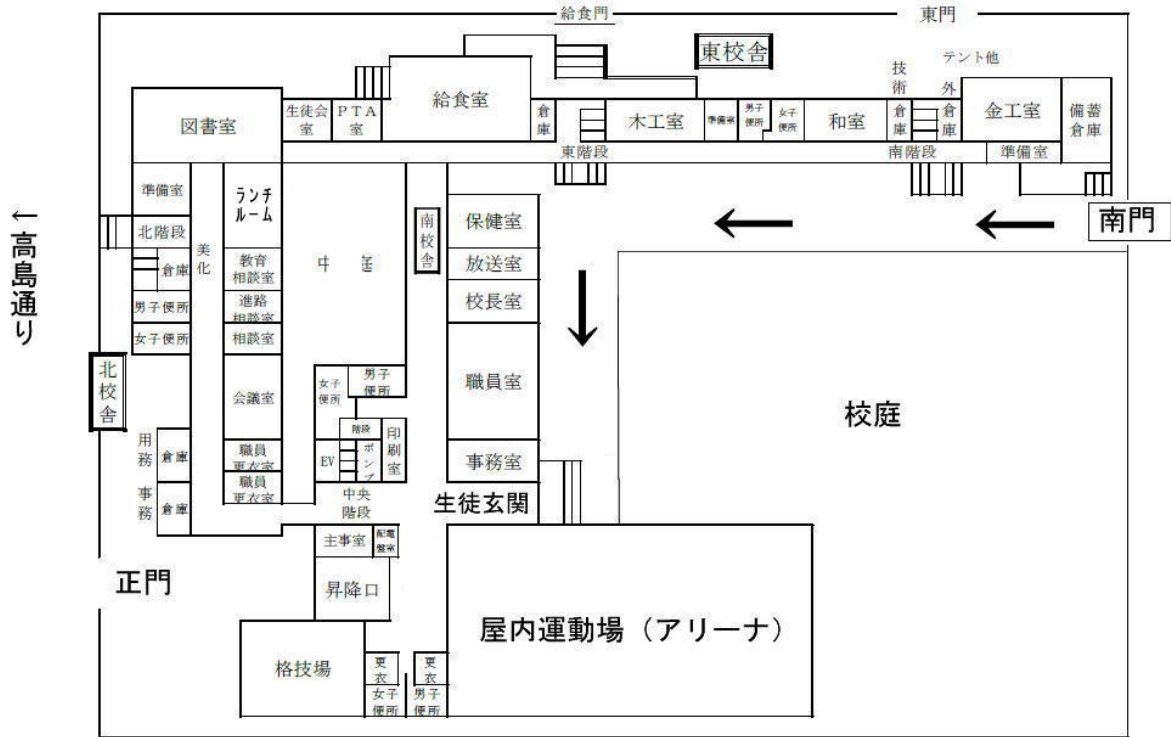 給食門
東門
東校舎
テント他
技術
倉庫
外
倉庫
図書室
生徒会
室
PTA
室
給食室
倉庫
木工室
準備室
男子
便所
女子
便所
和室
金工室
備蓄
倉庫
東階段
南階段
準備室
南門
←高島通り
準備室
北階段
倉庫
男子便所
女子便所
美化
ランチ
ルーム
教育
相談室
進路
相談室
相談室
会議室
職員
更衣室
職員
更衣室
中庭
南校舎
保健室
放送室
校長室
職員室
事務室
北校舎
用務
倉庫
事務
倉庫
女子
便所
男子
便所
階段
EV
ポンプ
印刷室
中央
階段
生徒玄関
校庭
正門
主事室
配電
盤室
昇降口
屋内運動場（アリーナ）
格技場
更衣
更衣
女子
便所
男子
便所